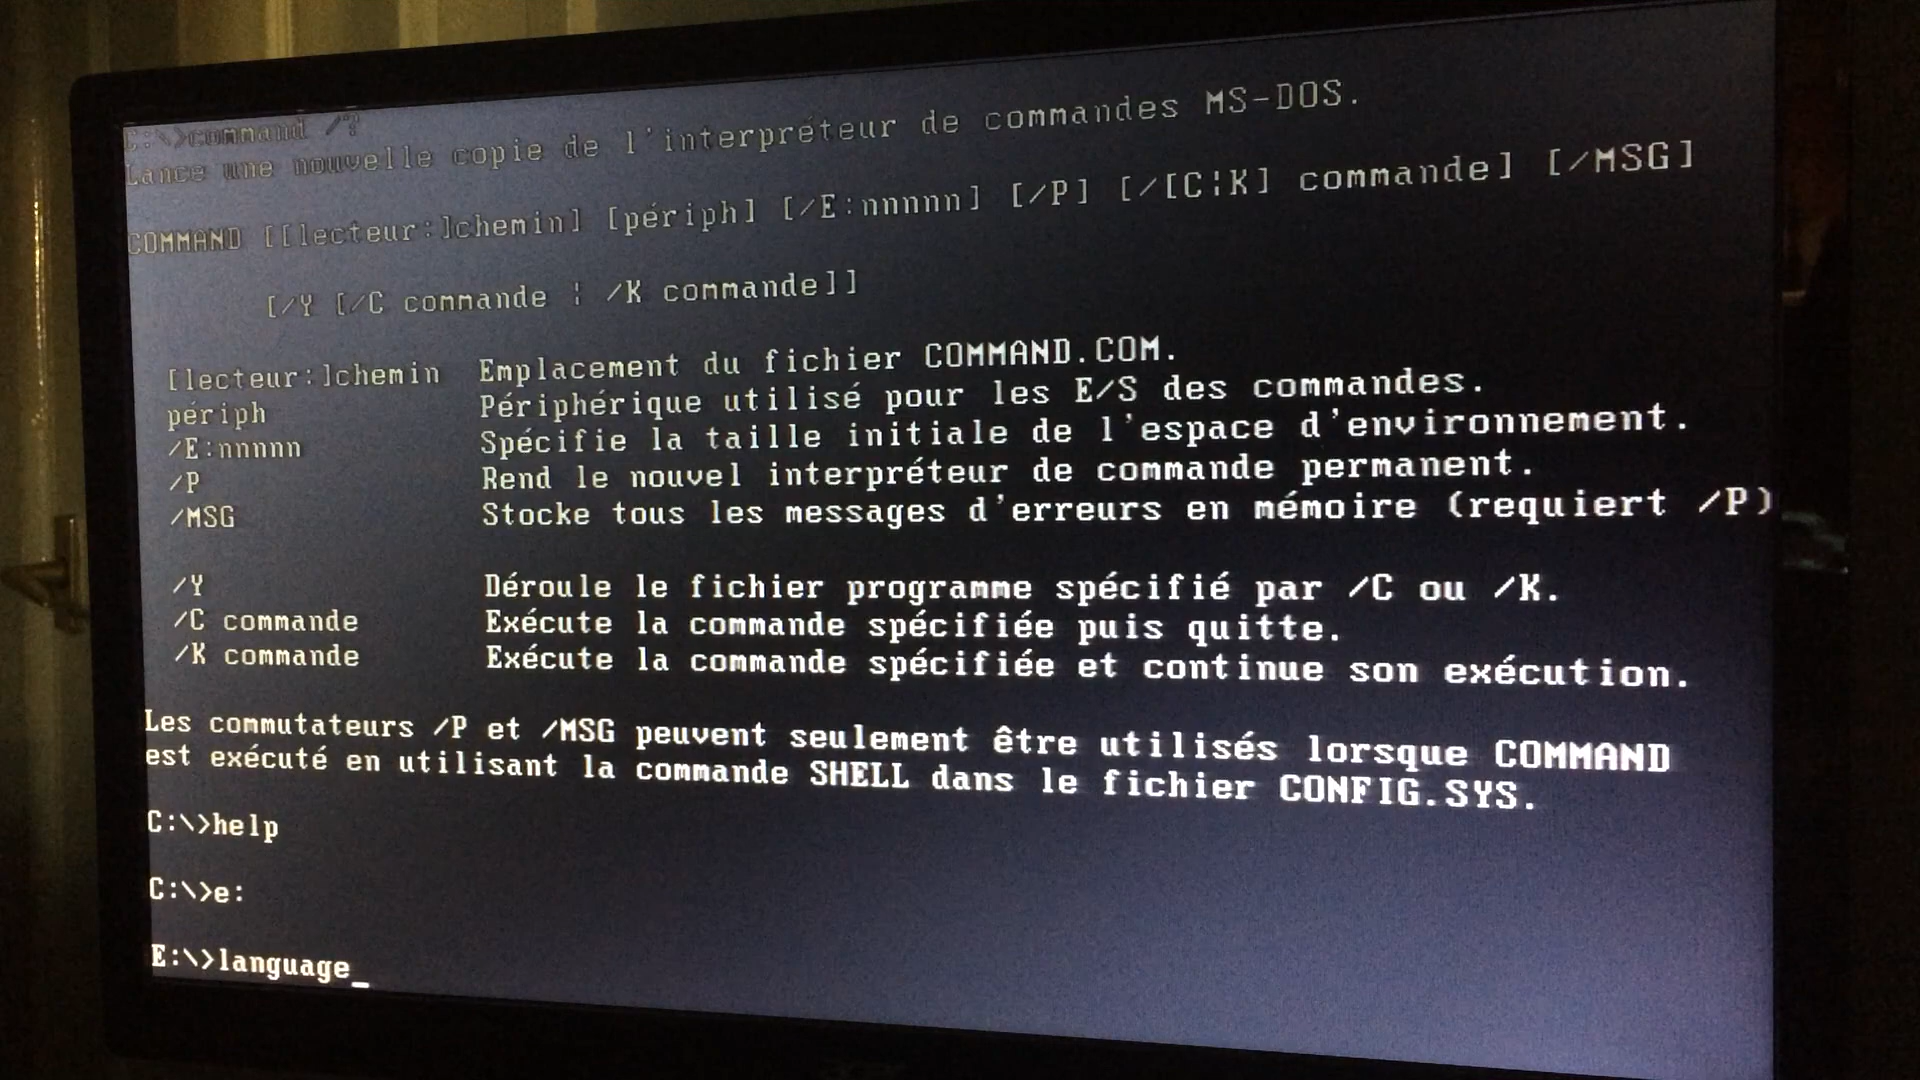 C:\>command /?
Lance une nouvelle copie de l'interpréteur de commandes MS-DOS.
COMMAND [[lecteur:]chemin] [périph] [/E:nnnnn] [/P] [/[C¦K] commande] [/MSG]
[/Y [/C commande ¦ /K commande]]
[lecteur:]chemin Emplacement du fichier COMMAND.COM.
périph Périphérique utilisé pour les E/S des commandes.
/E:nnnnn Spécifie la taille initiale de l'espace d'environnement.
/P Rend le nouvel interpréteur de commande permanent.
/MSG Stocke tous les messages d'erreurs en mémoire (requiert /P)
/Y Déroule le fichier programme spécifié par /C ou /K.
/C commande Exécute la commande spécifiée puis quitte.
/K commande Exécute la commande spécifiée et continue son exécution.
Les commutateurs /P et /MSG peuvent seulement être utilisés lorsque COMMAND
est exécuté en utilisant la commande SHELL dans le fichier CONFIG.SYS.
C:\>help
C:\>e:
E:\>language_